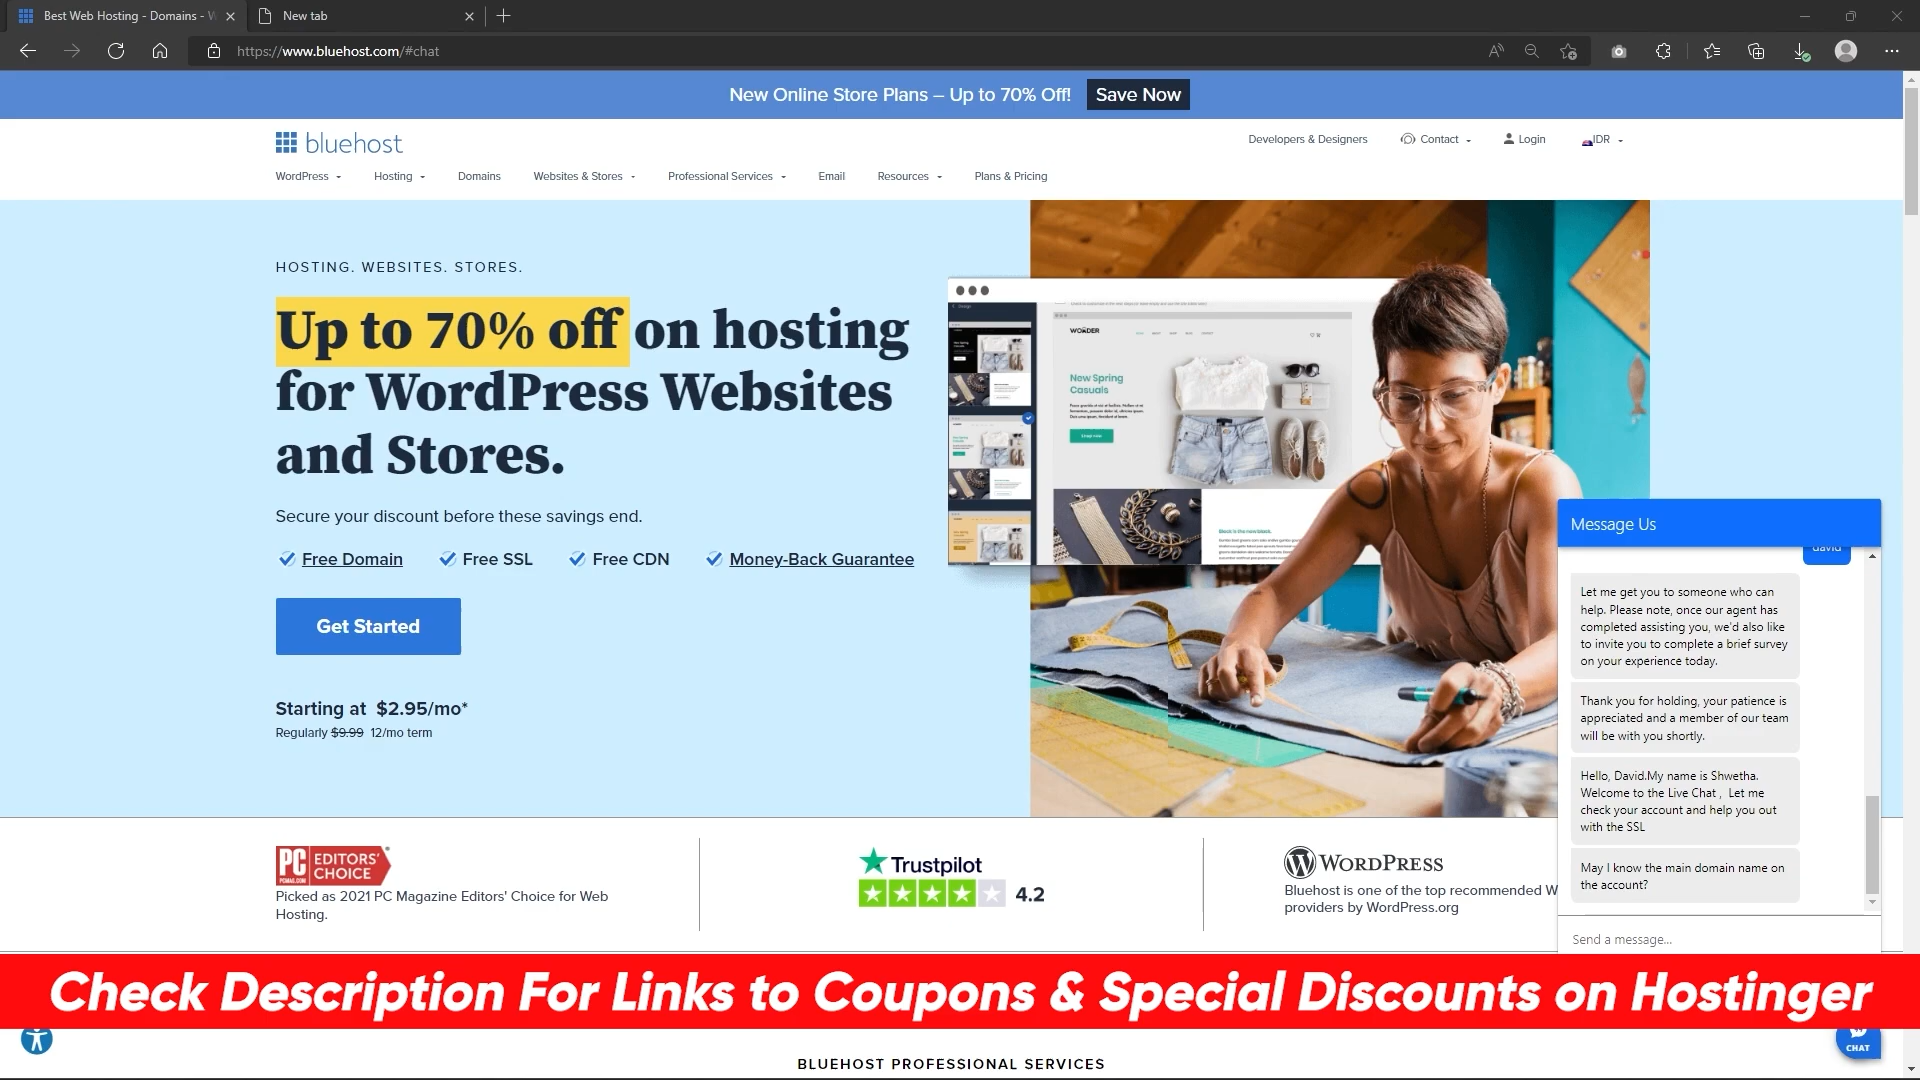 Best Web Hosting - Domains - W
New tab
https://www.bluehost.com/#chat
New Online Store Plans – Up to 70% Off! Save Now
bluehost
Developers & Designers
Contact
Login
IDR
WordPress
Hosting
Domains
Websites & Stores
Professional Services
Email
Resources
Plans & Pricing
HOSTING. WEBSITES. STORES.
Up to 70% off on hosting
for WordPress Websites
and Stores.
Secure your discount before these savings end.
Free Domain
Free SSL
Free CDN
Money-Back Guarantee
Get Started
Starting at $2.95/mo*
Regularly $9.99 12/mo term
WONDER
New Spring
Casuals
Message Us
david
Let me get you to someone who can
help. Please note, once our agent has
completed assisting you, we'd also like
to invite you to complete a brief survey
on your experience today.
Thank you for holding, your patience is
appreciated and a member of our team
will be with you shortly.
Hello, David.My name is Shwetha.
Welcome to the Live Chat , Let me
check your account and help you out
with the SSL
May I know the main domain name on
the account?
Send a message...
PC
PCMAG.COM
EDITORS'
CHOICE
Picked as 2021 PC Magazine Editors' Choice for Web
Hosting.
Trustpilot
4.2
WORDPRESS
Bluehost is one of the top recommended W
providers by WordPress.org
Check Description For Links to Coupons & Special Discounts on Hostinger
CHAT
BLUEHOST PROFESSIONAL SERVICES